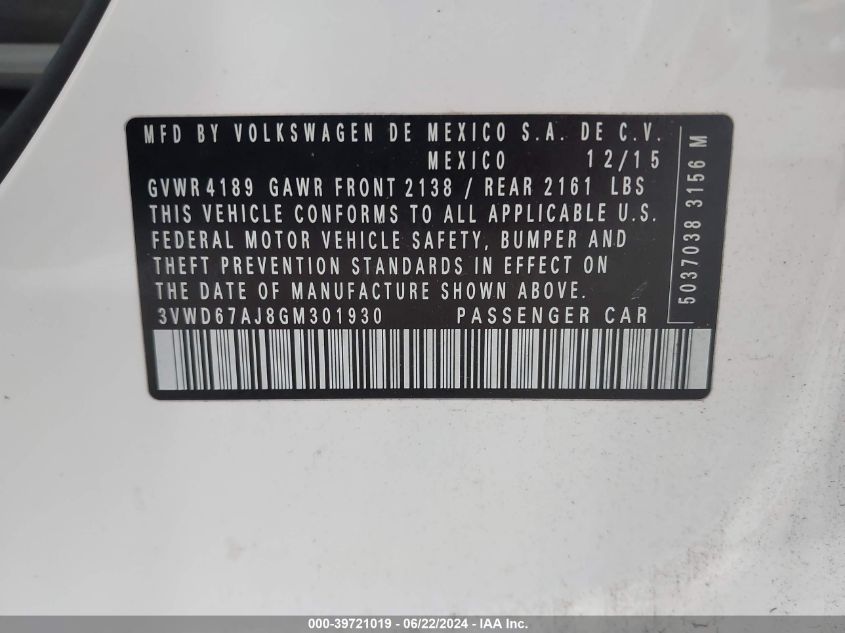 MFD BY VOLKSWAGEN DE MEXICO S.A. DE C.V.
MEXICO 12/15
GVWR 4189 GAWR FRONT 2138 / REAR 2161 LBS
THIS VEHICLE CONFORMS TO ALL APPLICABLE U.S.
FEDERAL MOTOR VEHICLE SAFETY, BUMPER AND
THEFT PREVENTION STANDARDS IN EFFECT ON
THE DATE OF MANUFACTURE SHOWN ABOVE.
3VWD67AJ8GM301930 PASSENGER CAR
5037038 3156 M
000-39721019 - 06/22/2024 - IAA Inc.